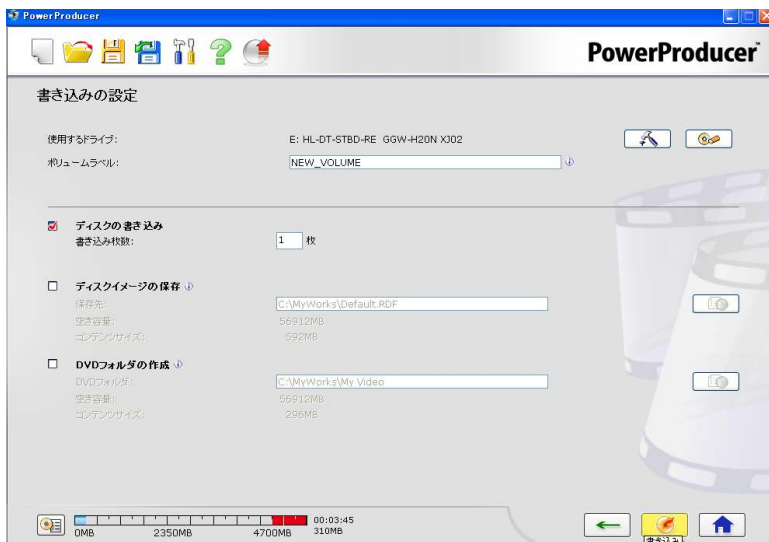 PowerProducer
PowerProducer™
書き込みの設定
使用するドライブ: E: HL-DT-STBD-RE GGW-H20N XJ02
ボリュームラベル: NEW_VOLUME
ディスクの書き込み
書き込み枚数: 1 枚
ディスクイメージの保存
保存先: C:\MyWorks\Default.RDF
空き容量: 56912MB
コンテンツサイズ: 592MB
DVDフォルダの作成
DVDフォルダ: C:\MyWorks\My Video
空き容量: 56912MB
コンテンツサイズ: 296MB
00:03:45
0MB 2350MB 4700MB 310MB
書き込み